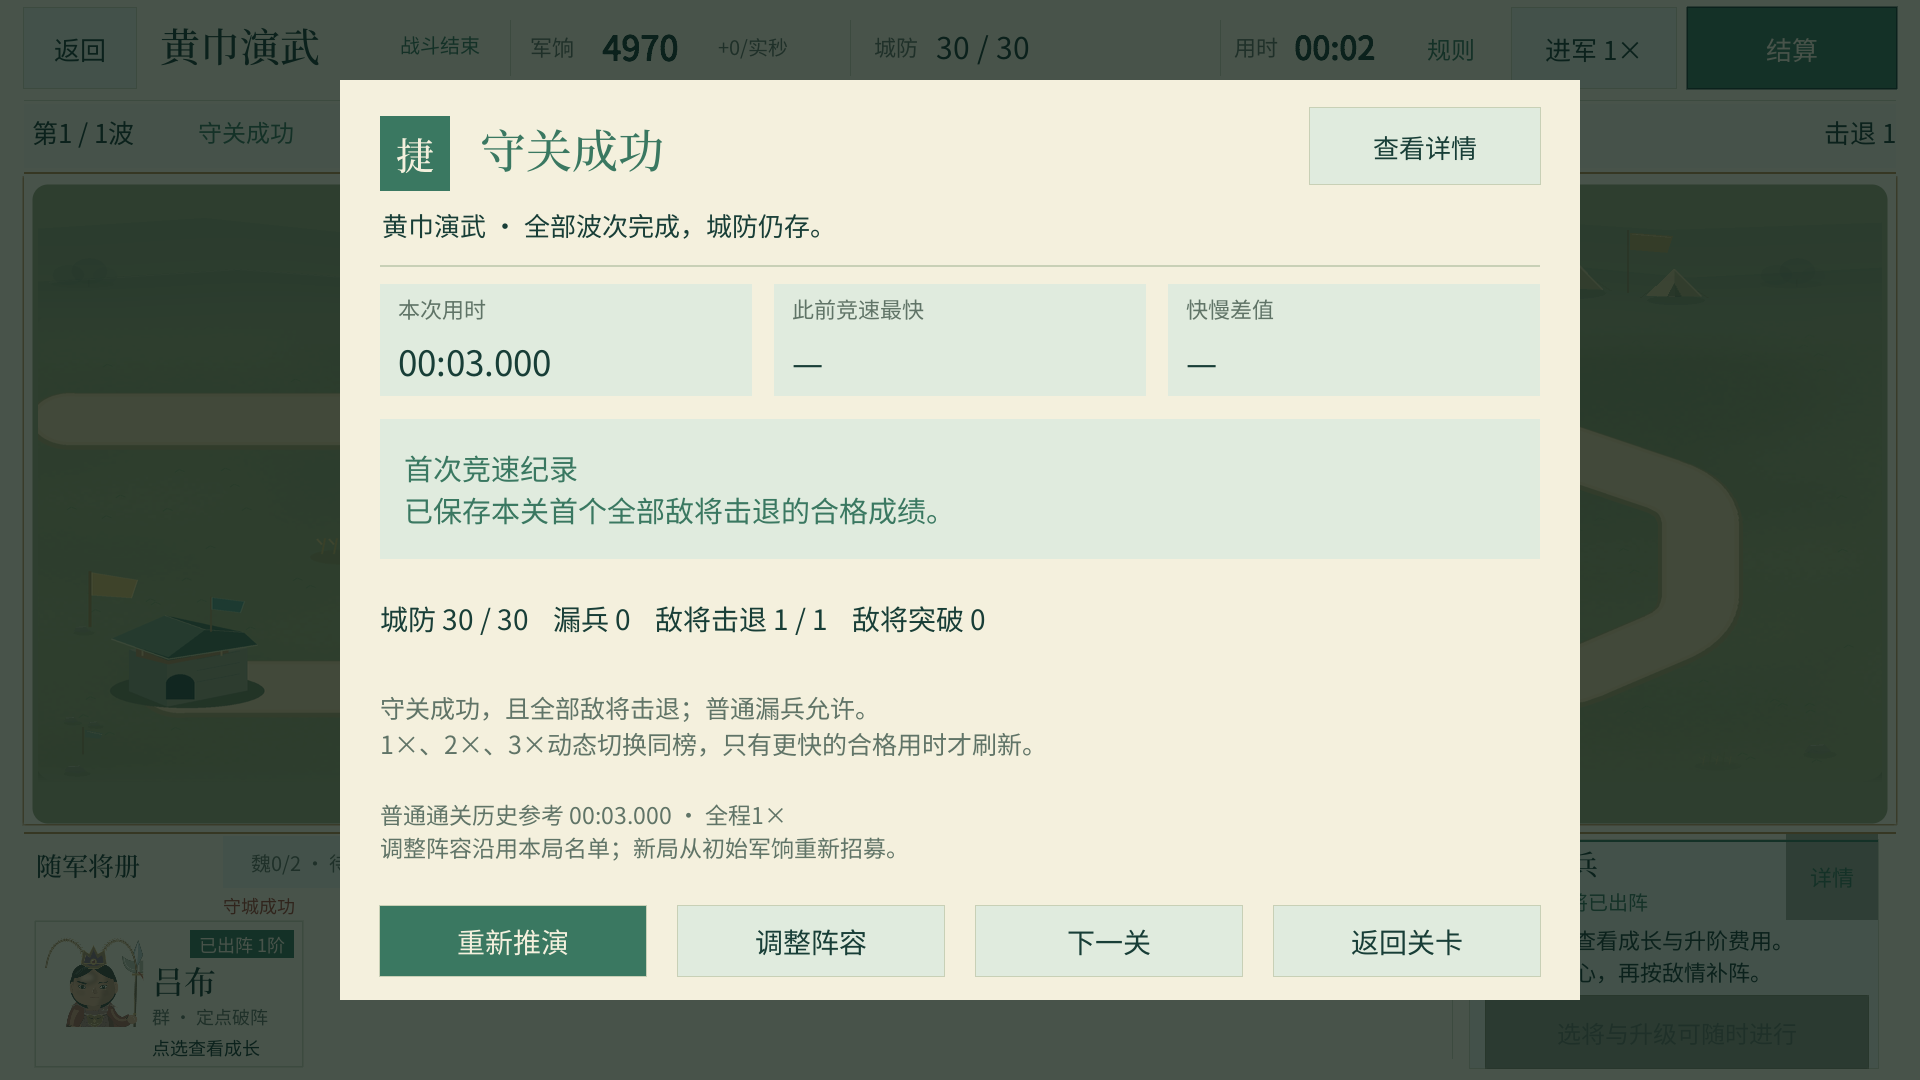 返回
黄巾演武
战斗结束
军饷 4970 +0/实秒
城防 30 / 30
用时 00:02
规则
进军 1×
结算
第1 / 1波
守关成功
击退 1
捷
守关成功
查看详情
黄巾演武 · 全部波次完成，城防仍存。
本次用时
00:03.000
此前竞速最快
—
快慢差值
—
首次竞速纪录
已保存本关首个全部敌将击退的合格成绩。
城防 30 / 30 漏兵 0 敌将击退 1 / 1 敌将突破 0
守关成功，且全部敌将击退；普通漏兵允许。
1×、2×、3×动态切换同榜，只有更快的合格用时才刷新。
普通通关历史参考 00:03.000 · 全程1×
调整阵容沿用本局名单；新局从初始军饷重新招募。
重新推演
调整阵容
下一关
返回关卡
随军将册
魏0/2 ·
守城成功
已出阵 1阶
吕布
群 · 定点破阵
点选查看成长
兵
详情
将已出阵
查看成长与升阶费用。
心，再按敌情补阵。
选将与升级可随时进行